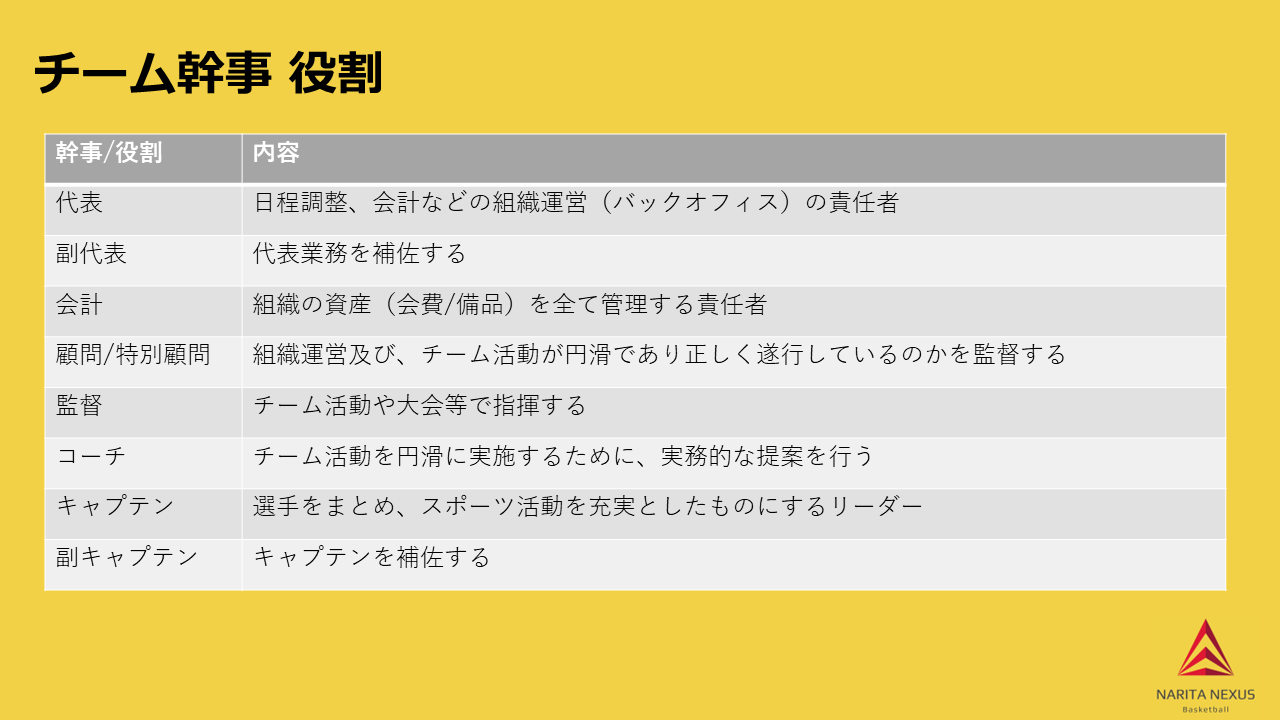 チーム幹事 役割
幹事/役割 内容
代表 日程調整、会計などの組織運営（バックオフィス）の責任者
副代表 代表業務を補佐する
会計 組織の資産（会費/備品）を全て管理する責任者
顧問/特別顧問 組織運営及び、チーム活動が円滑であり正しく遂行しているのかを監督する
監督 チーム活動や大会等で指揮する
コーチ チーム活動を円滑に実施するために、実務的な提案を行う
キャプテン 選手をまとめ、スポーツ活動を充実としたものにするリーダー
副キャプテン キャプテンを補佐する
NARITA NEXUS
Basketball